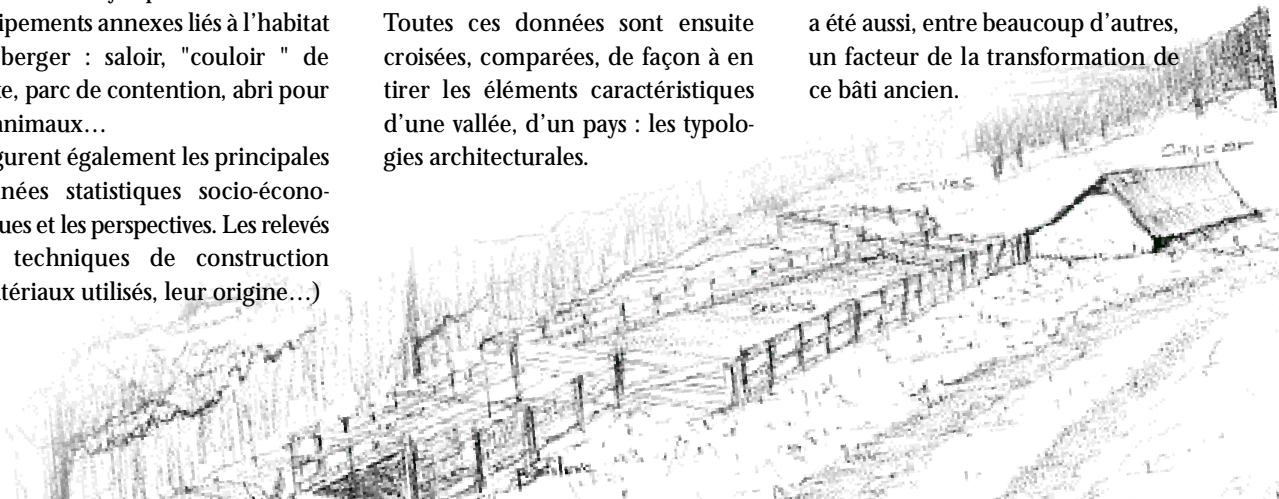 ipements annexes liés à l'habitat
berger : saloir, "couloir " de
e, parc de contention, abri pour
animaux…
gurent également les principales
nées statistiques socio-écono-
ues et les perspectives. Les relevés
techniques de construction
tériaux utilisés, leur origine…)
Toutes ces données sont ensuite
croisées, comparées, de façon à en
tirer les éléments caractéristiques
d'une vallée, d'un pays : les typolo-
gies architecturales.
a été aussi, entre beaucoup d'autres,
un facteur de la transformation de
ce bâti ancien.